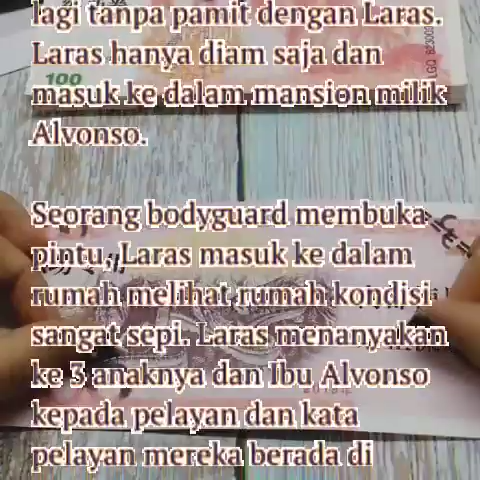 lagi tanpa pamit dengan Laras.
Laras hanya diam saja dan
masuk ke dalam mansion milik
Alvonso.
Seorang bodyguard membuka
pintu, Laras masuk ke dalam
rumah melihat rumah kondisi
sangat sepi. Laras menanyakan
ke 3 anaknya dan Ibu Alvonso
kepada pelayan dan kata
pelayan mereka berada di
100